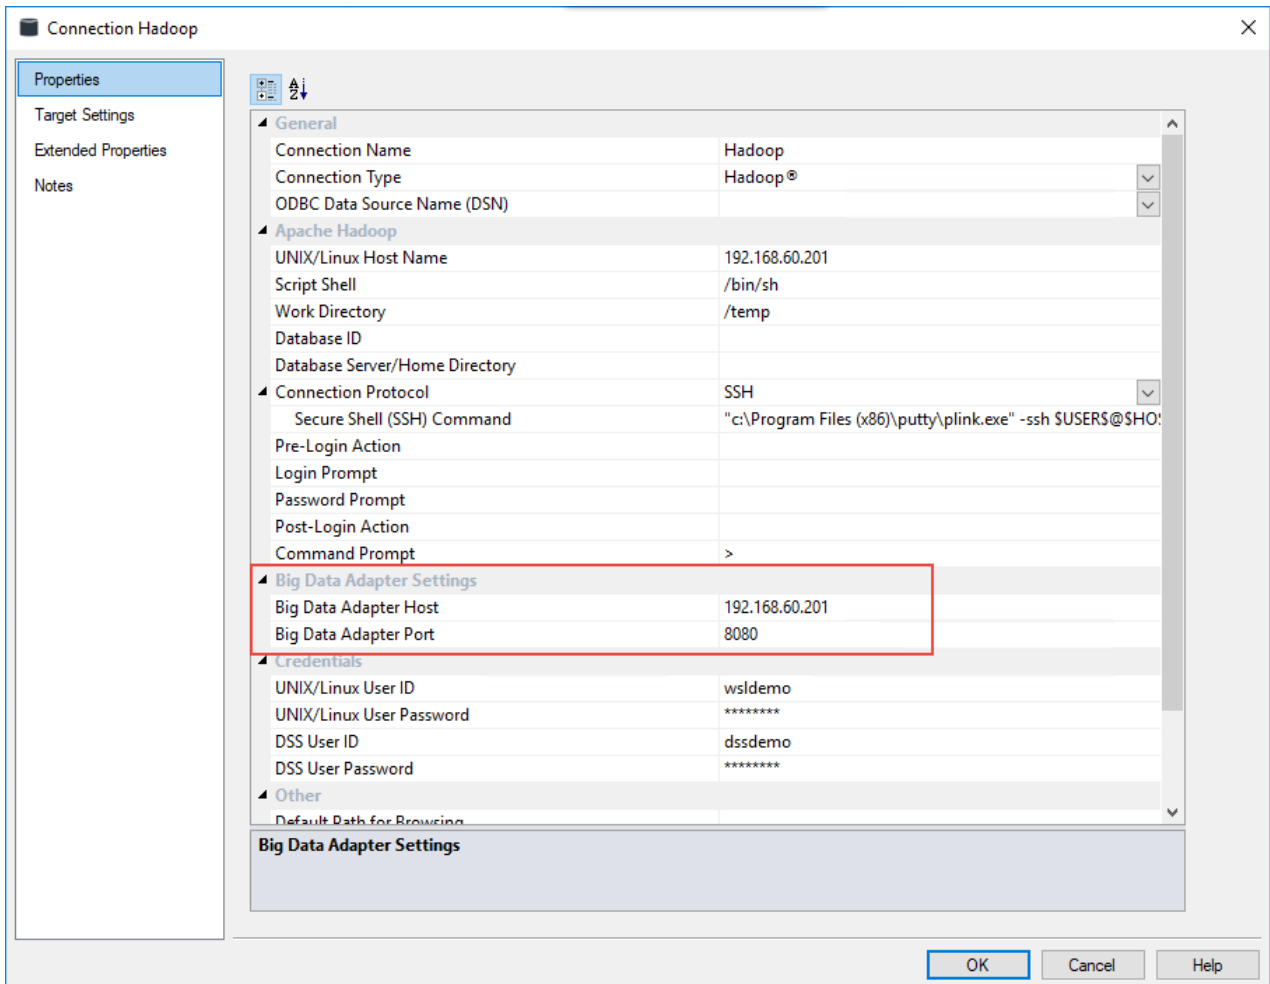 Connection Hadoop
Properties
Target Settings
Extended Properties
Notes
General
Connection Name Hadoop
Connection Type Hadoop®
ODBC Data Source Name (DSN)
Apache Hadoop
UNIX/Linux Host Name 192.168.60.201
Script Shell /bin/sh
Work Directory /temp
Database ID
Database Server/Home Directory
Connection Protocol SSH
Secure Shell (SSH) Command "c:\Program Files (x86)\putty\plink.exe" -ssh $USER$@$HO
Pre-Login Action
Login Prompt
Password Prompt
Post-Login Action
Command Prompt >
Big Data Adapter Settings
Big Data Adapter Host 192.168.60.201
Big Data Adapter Port 8080
Credentials
UNIX/Linux User ID wsldemo
UNIX/Linux User Password ********
DSS User ID dssdemo
DSS User Password ********
Other
Default Path for Browsing
Big Data Adapter Settings
OK Cancel Help